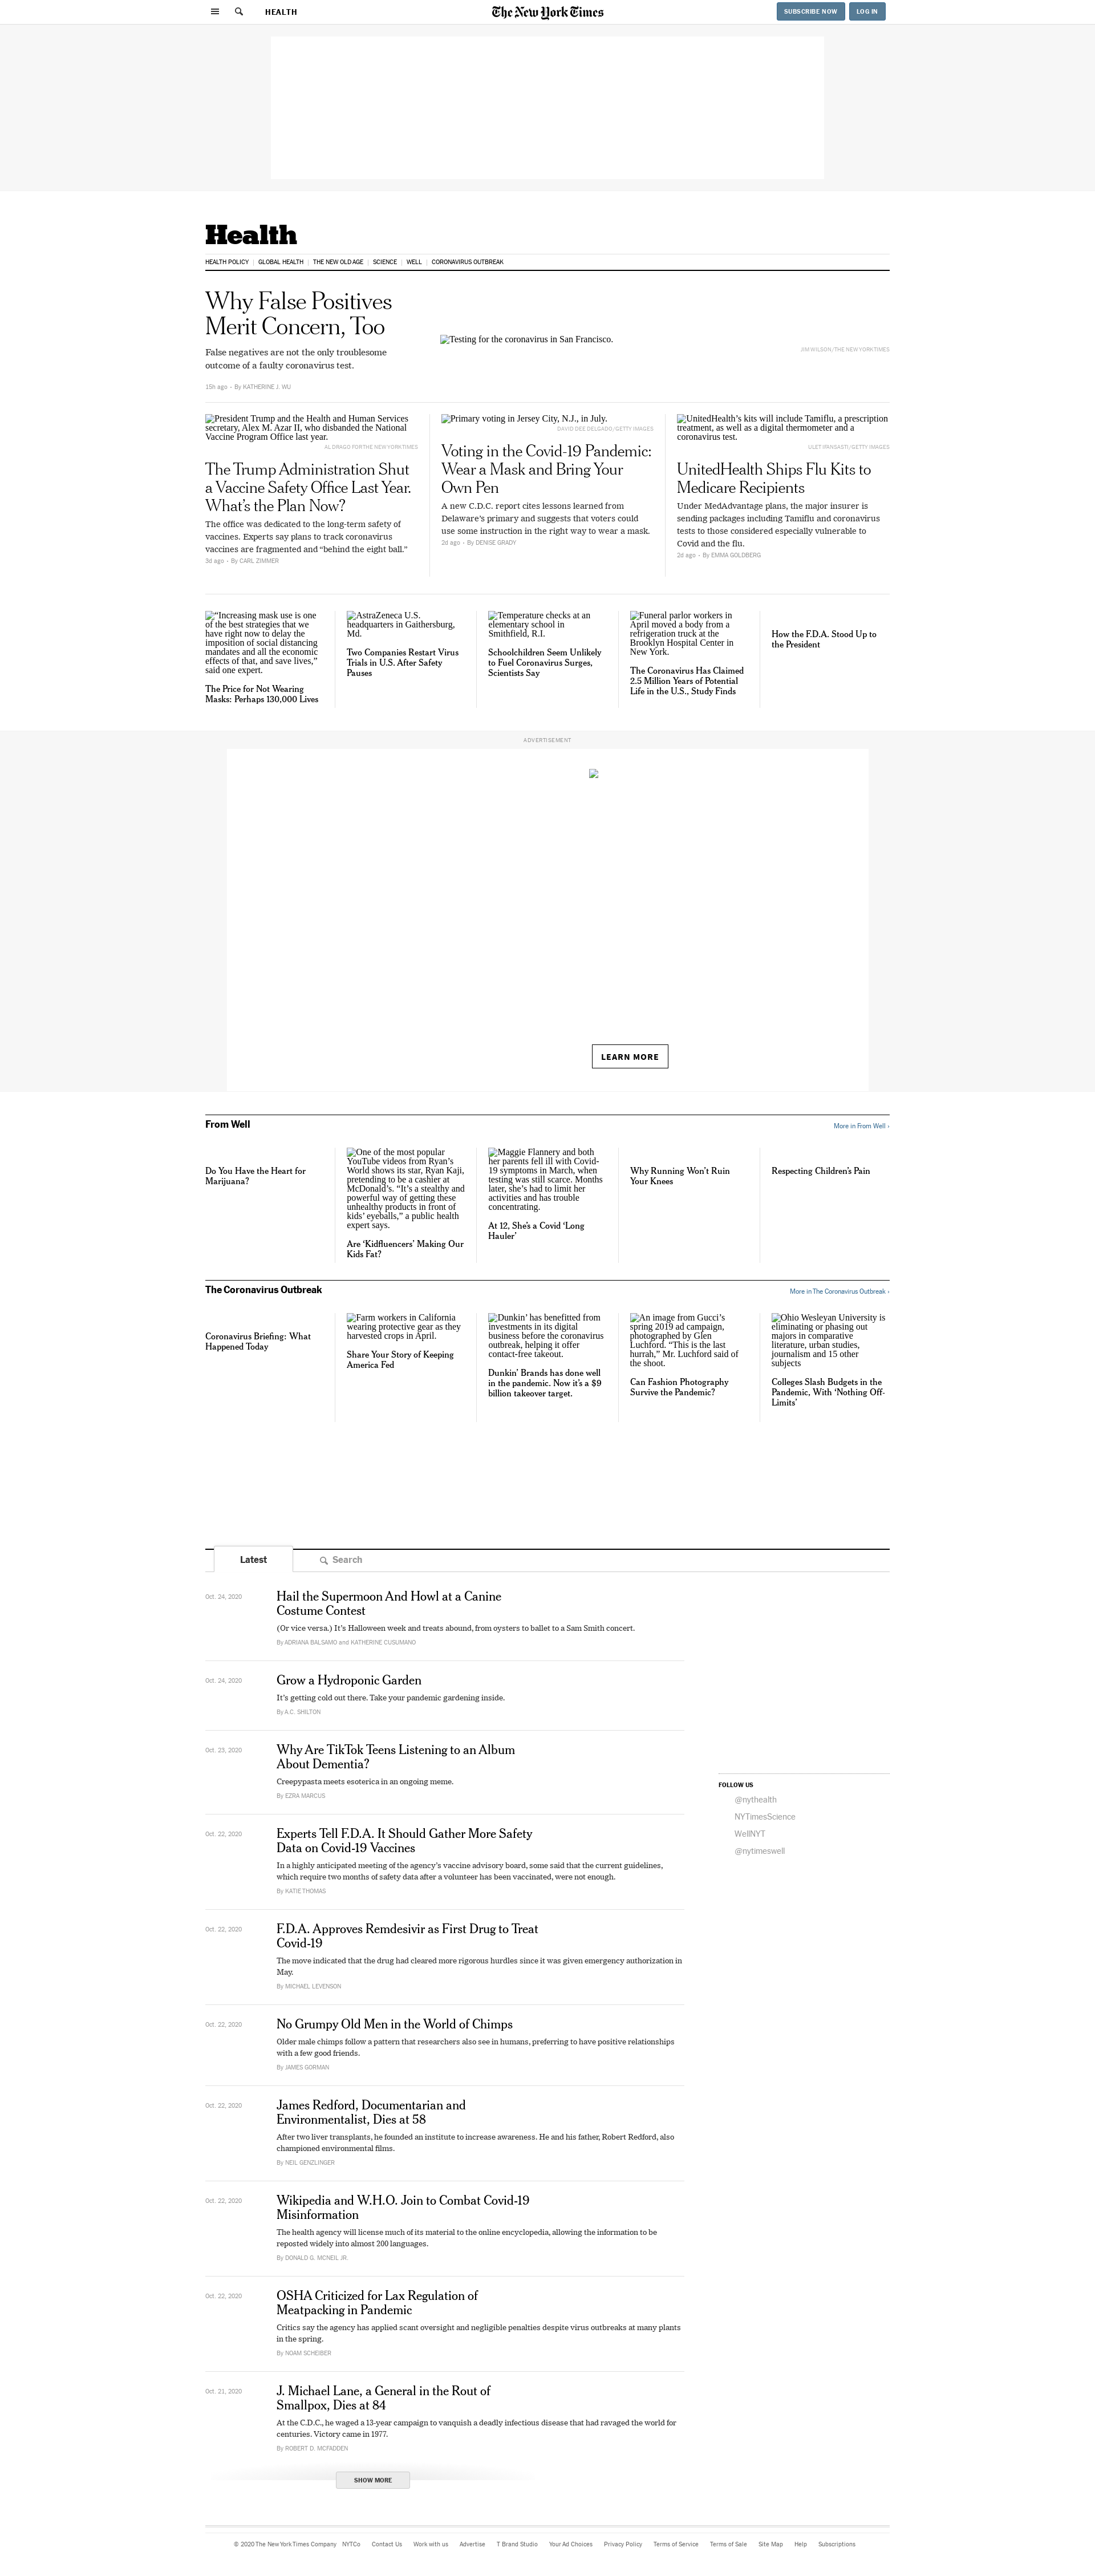 HEALTH
The New York Times
SUBSCRIBE NOW
LOG IN
Health
HEALTH POLICY
GLOBAL HEALTH
THE NEW OLD AGE
SCIENCE
WELL
CORONAVIRUS OUTBREAK
Why False Positives
Merit Concern, Too
False negatives are not the only troublesome
outcome of a faulty coronavirus test.
15h ago - By KATHERINE J. WU
Testing for the coronavirus in San Francisco.
JIM WILSON/THE NEW YORK TIMES
President Trump and the Health and Human Services
secretary, Alex M. Azar II, who disbanded the National
Vaccine Program Office last year.
AL DRAGO FOR THE NEW YORK TIMES
The Trump Administration Shut
a Vaccine Safety Office Last Year.
What’s the Plan Now?
The office was dedicated to the long-term safety of
vaccines. Experts say plans to track coronavirus
vaccines are fragmented and “behind the eight ball.”
3d ago - By CARL ZIMMER
Primary voting in Jersey City, N.J., in July.
DAVID DEE DELGADO/GETTY IMAGES
Voting in the Covid-19 Pandemic:
Wear a Mask and Bring Your
Own Pen
A new C.D.C. report cites lessons learned from
Delaware’s primary and suggests that voters could
use some instruction in the right way to wear a mask.
2d ago - By DENISE GRADY
UnitedHealth’s kits will include Tamiflu, a prescription
treatment, as well as a digital thermometer and a
coronavirus test.
ULET IFANSASTI/GETTY IMAGES
UnitedHealth Ships Flu Kits to
Medicare Recipients
Under MedAdvantage plans, the major insurer is
sending packages including Tamiflu and coronavirus
tests to those considered especially vulnerable to
Covid and the flu.
2d ago - By EMMA GOLDBERG
“Increasing mask use is one
of the best strategies that we
have right now to delay the
imposition of social distancing
mandates and all the economic
effects of that, and save lives,”
said one expert.
The Price for Not Wearing
Masks: Perhaps 130,000 Lives
AstraZeneca U.S.
headquarters in Gaithersburg,
Md.
Two Companies Restart Virus
Trials in U.S. After Safety
Pauses
Temperature checks at an
elementary school in
Smithfield, R.I.
Schoolchildren Seem Unlikely
to Fuel Coronavirus Surges,
Scientists Say
Funeral parlor workers in
April moved a body from a
refrigeration truck at the
Brooklyn Hospital Center in
New York.
The Coronavirus Has Claimed
2.5 Million Years of Potential
Life in the U.S., Study Finds
How the F.D.A. Stood Up to
the President
ADVERTISEMENT
LEARN MORE
From Well
More in From Well ›
Do You Have the Heart for
Marijuana?
One of the most popular
YouTube videos from Ryan’s
World shows its star, Ryan Kaji,
pretending to be a cashier at
McDonald’s. “It’s a stealthy and
powerful way of getting these
unhealthy products in front of
kids’ eyeballs,” a public health
expert says.
Are ‘Kidfluencers’ Making Our
Kids Fat?
Maggie Flannery and both
her parents fell ill with Covid-
19 symptoms in March, when
testing was still scarce. Months
later, she’s had to limit her
activities and has trouble
concentrating.
At 12, She’s a Covid ‘Long
Hauler’
Why Running Won’t Ruin
Your Knees
Respecting Children’s Pain
The Coronavirus Outbreak
More in The Coronavirus Outbreak ›
Coronavirus Briefing: What
Happened Today
Farm workers in California
wearing protective gear as they
harvested crops in April.
Share Your Story of Keeping
America Fed
Dunkin’ has benefitted from
investments in its digital
business before the coronavirus
outbreak, helping it offer
contact-free takeout.
Dunkin’ Brands has done well
in the pandemic. Now it’s a $9
billion takeover target.
An image from Gucci’s
spring 2019 ad campaign,
photographed by Glen
Luchford. “This is the last
hurrah,” Mr. Luchford said of
the shoot.
Can Fashion Photography
Survive the Pandemic?
Ohio Wesleyan University is
eliminating or phasing out
majors in comparative
literature, urban studies,
journalism and 15 other
subjects
Colleges Slash Budgets in the
Pandemic, With ‘Nothing Off-
Limits’
Latest
Search
Oct. 24, 2020
Hail the Supermoon And Howl at a Canine
Costume Contest
(Or vice versa.) It’s Halloween week and treats abound, from oysters to ballet to a Sam Smith concert.
By ADRIANA BALSAMO and KATHERINE CUSUMANO
Oct. 24, 2020
Grow a Hydroponic Garden
It’s getting cold out there. Take your pandemic gardening inside.
By A.C. SHILTON
Oct. 23, 2020
Why Are TikTok Teens Listening to an Album
About Dementia?
Creepypasta meets esoterica in an ongoing meme.
By EZRA MARCUS
FOLLOW US
@nythealth
NYTimesScience
WellNYT
@nytimeswell
Oct. 22, 2020
Experts Tell F.D.A. It Should Gather More Safety
Data on Covid-19 Vaccines
In a highly anticipated meeting of the agency’s vaccine advisory board, some said that the current guidelines,
which require two months of safety data after a volunteer has been vaccinated, were not enough.
By KATIE THOMAS
Oct. 22, 2020
F.D.A. Approves Remdesivir as First Drug to Treat
Covid-19
The move indicated that the drug had cleared more rigorous hurdles since it was given emergency authorization in
May.
By MICHAEL LEVENSON
Oct. 22, 2020
No Grumpy Old Men in the World of Chimps
Older male chimps follow a pattern that researchers also see in humans, preferring to have positive relationships
with a few good friends.
By JAMES GORMAN
Oct. 22, 2020
James Redford, Documentarian and
Environmentalist, Dies at 58
After two liver transplants, he founded an institute to increase awareness. He and his father, Robert Redford, also
championed environmental films.
By NEIL GENZLINGER
Oct. 22, 2020
Wikipedia and W.H.O. Join to Combat Covid-19
Misinformation
The health agency will license much of its material to the online encyclopedia, allowing the information to be
reposted widely into almost 200 languages.
By DONALD G. MCNEIL JR.
Oct. 22, 2020
OSHA Criticized for Lax Regulation of
Meatpacking in Pandemic
Critics say the agency has applied scant oversight and negligible penalties despite virus outbreaks at many plants
in the spring.
By NOAM SCHEIBER
Oct. 21, 2020
J. Michael Lane, a General in the Rout of
Smallpox, Dies at 84
At the C.D.C., he waged a 13-year campaign to vanquish a deadly infectious disease that had ravaged the world for
centuries. Victory came in 1977.
By ROBERT D. MCFADDEN
SHOW MORE
© 2020 The New York Times Company NYTCo Contact Us Work with us Advertise T Brand Studio Your Ad Choices Privacy Policy Terms of Service Terms of Sale Site Map Help Subscriptions